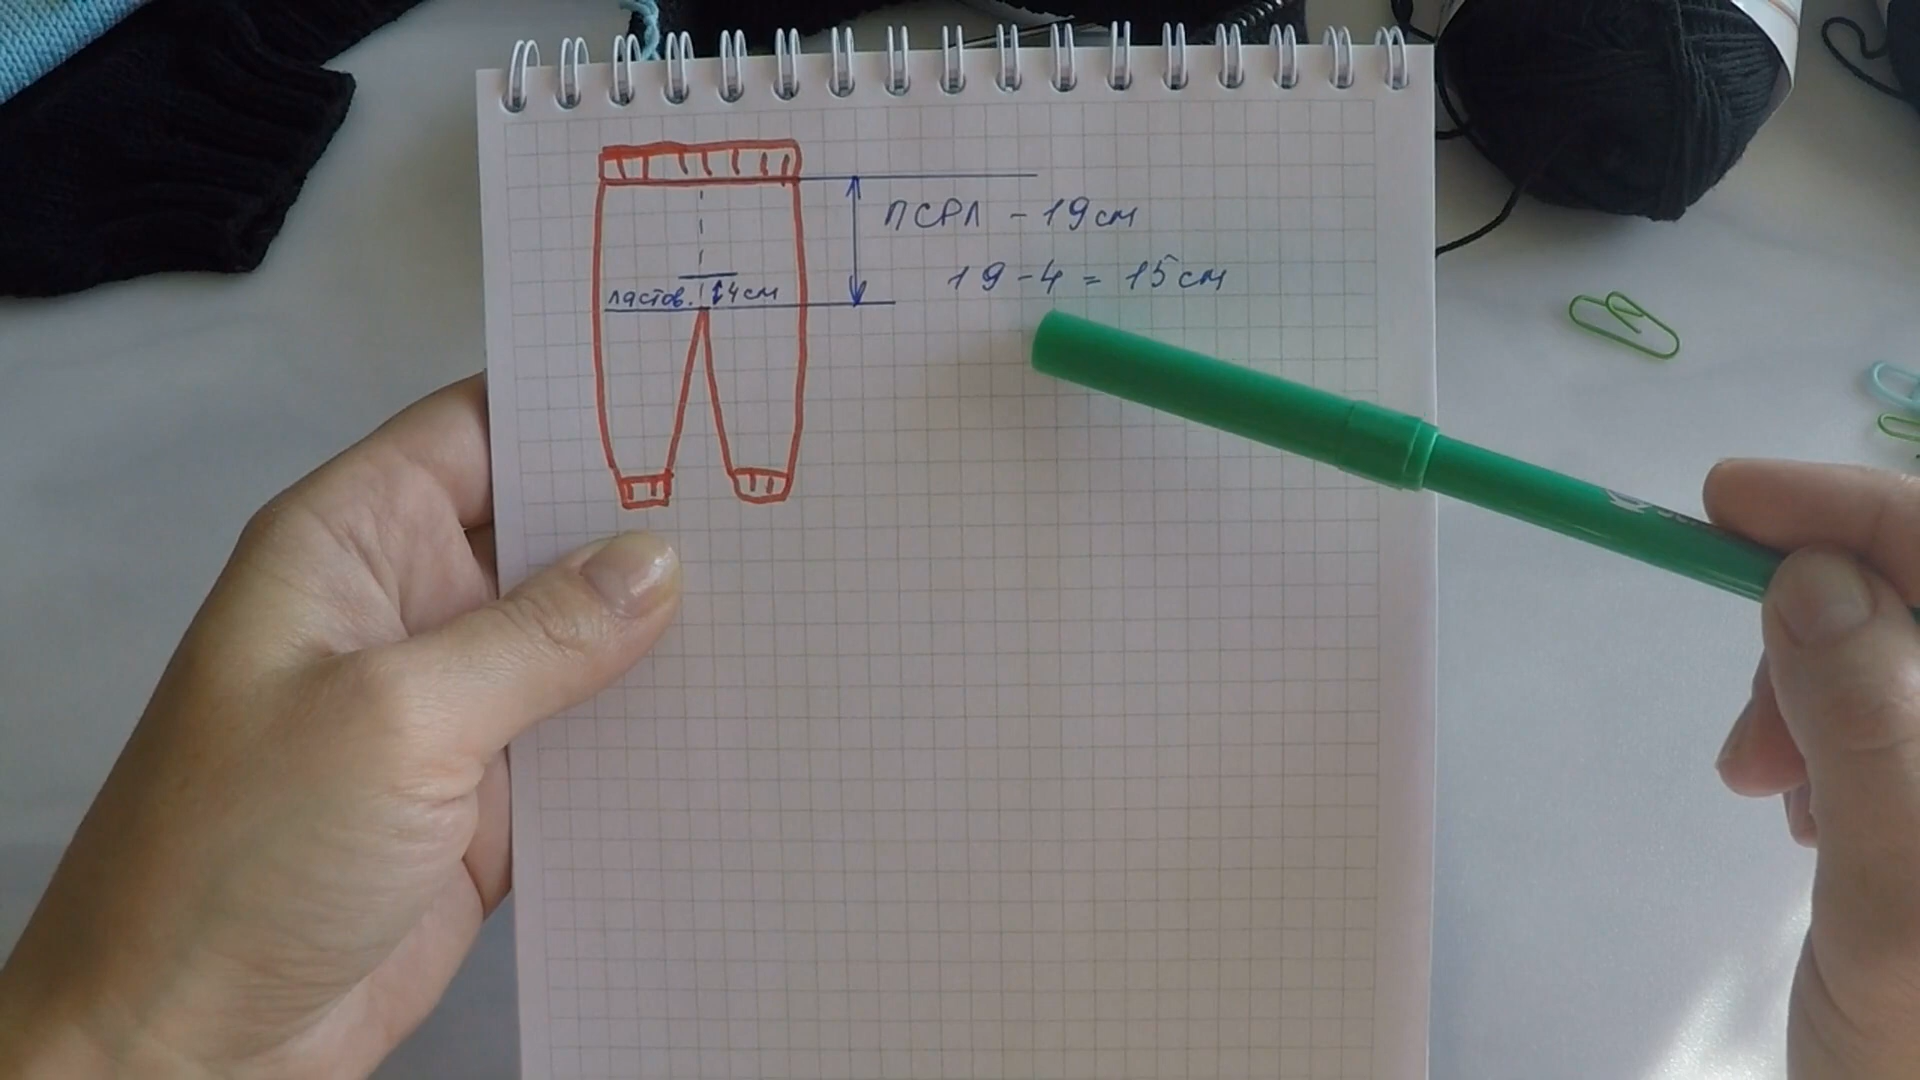 ПСРЛ - 19см
19 - 4 = 15см
ластов. 4см